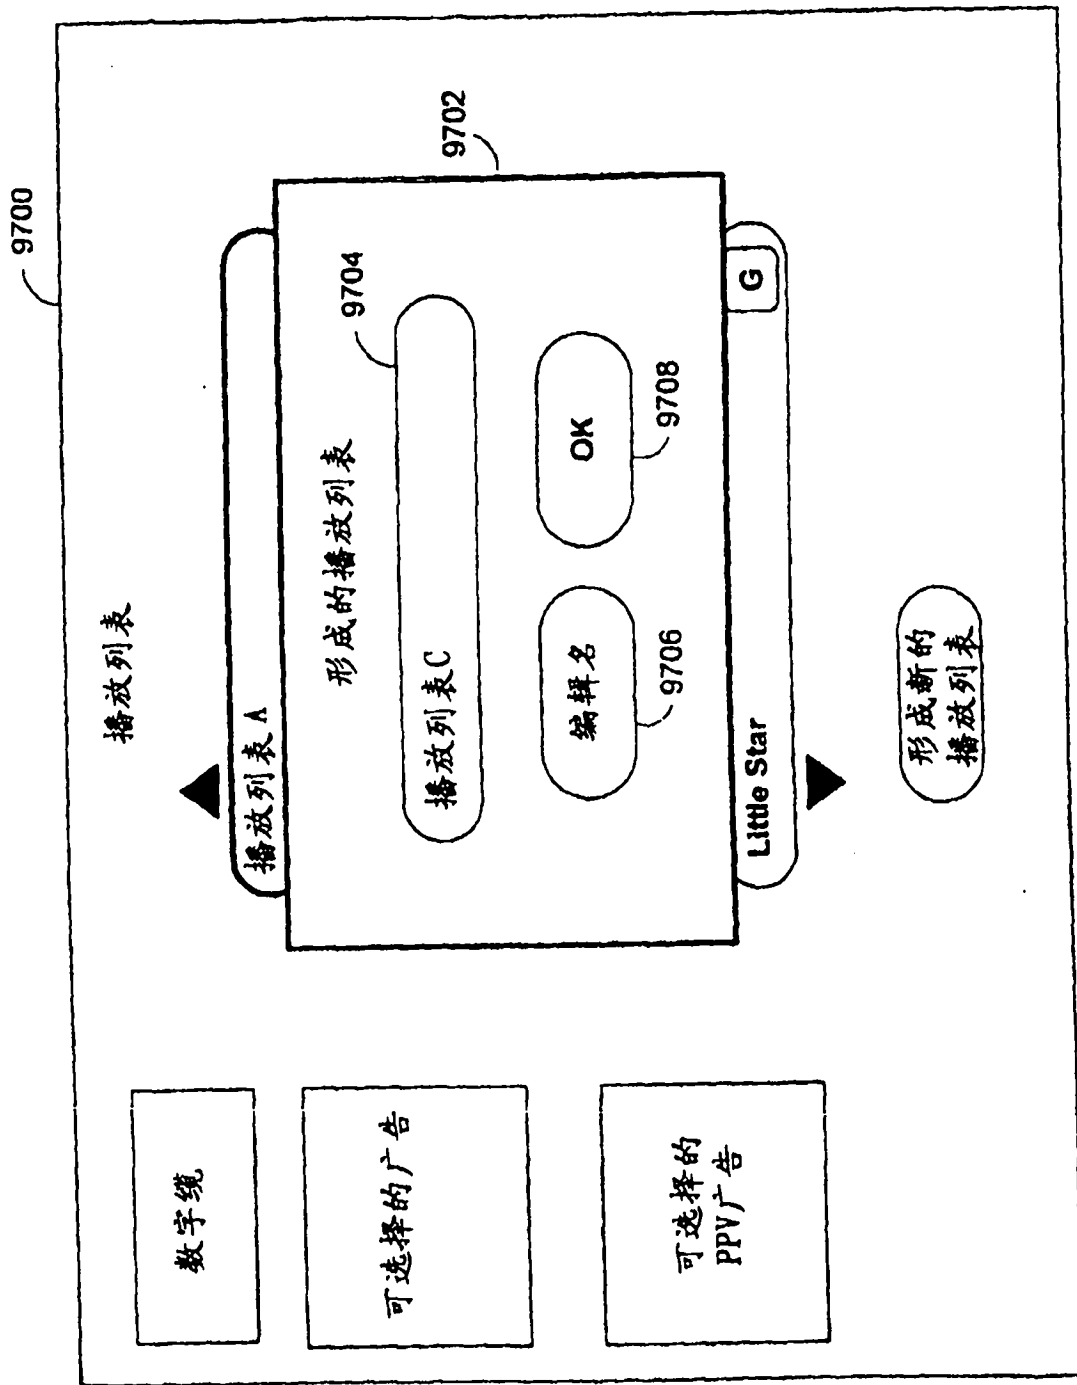 9700
播放列表
播放列表 A
9702
形成的播放列表
9704
播放列表C
编辑名
OK
9706
9708
Little Star
G
形成新的
播放列表
数字缆
可选择的广告
可选择的
PPV广告